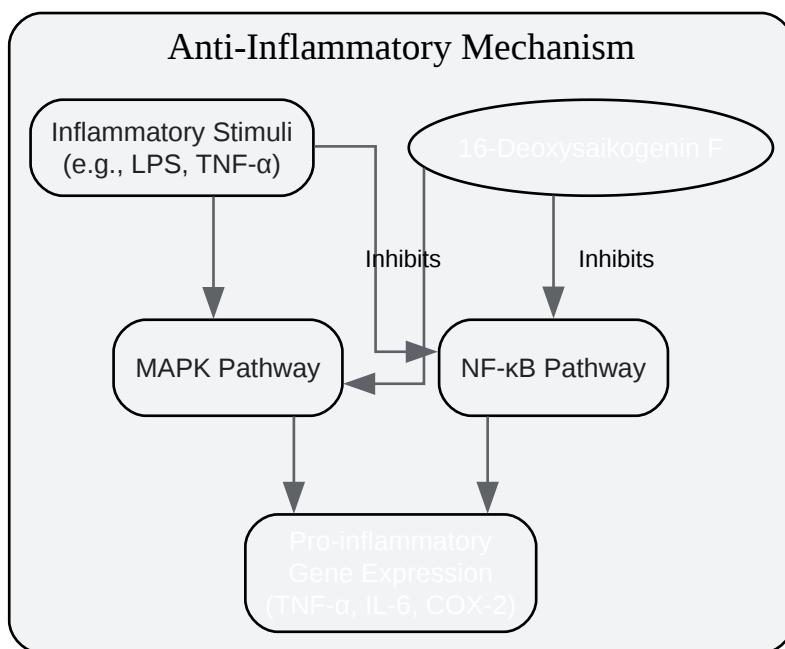 Anti-Inflammatory Mechanism
Inflammatory Stimuli
(e.g., LPS, TNF-α)
16-Deoxysaikogenin F
Inhibits
Inhibits
MAPK Pathway
NF-κB Pathway
Pro-inflammatory
Gene Expression
(TNF-α, IL-6, COX-2)